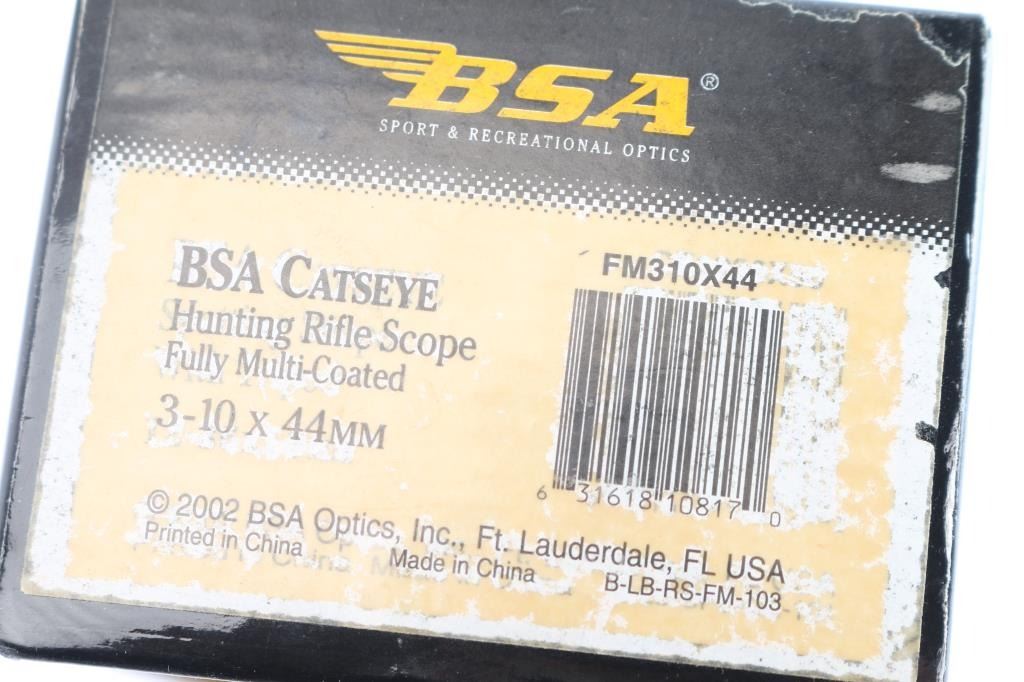 BSA®
SPORT & RECREATIONAL OPTICS
BSA CATSEYE
Hunting Rifle Scope
Fully Multi-Coated
3-10 x 44MM
FM310X44
6 31618 10817 0
© 2002 BSA Optics, Inc., Ft. Lauderdale, FL USA
Printed in China
Made in China
B-LB-RS-FM-103